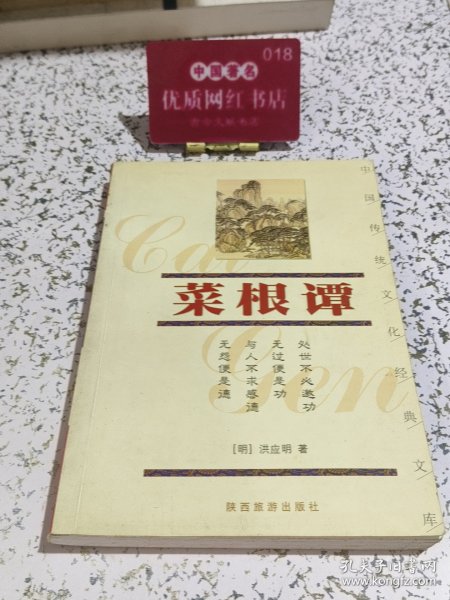 018
中国著名
优质网红书店
中国传统文化经典文库
Cai
Gen
菜根谭
处世不必邀功
无过便是功
与人不求感德
无怨便是德
[明] 洪应明 著
陕西旅游出版社
孔夫子旧书网
www.kongfz.com